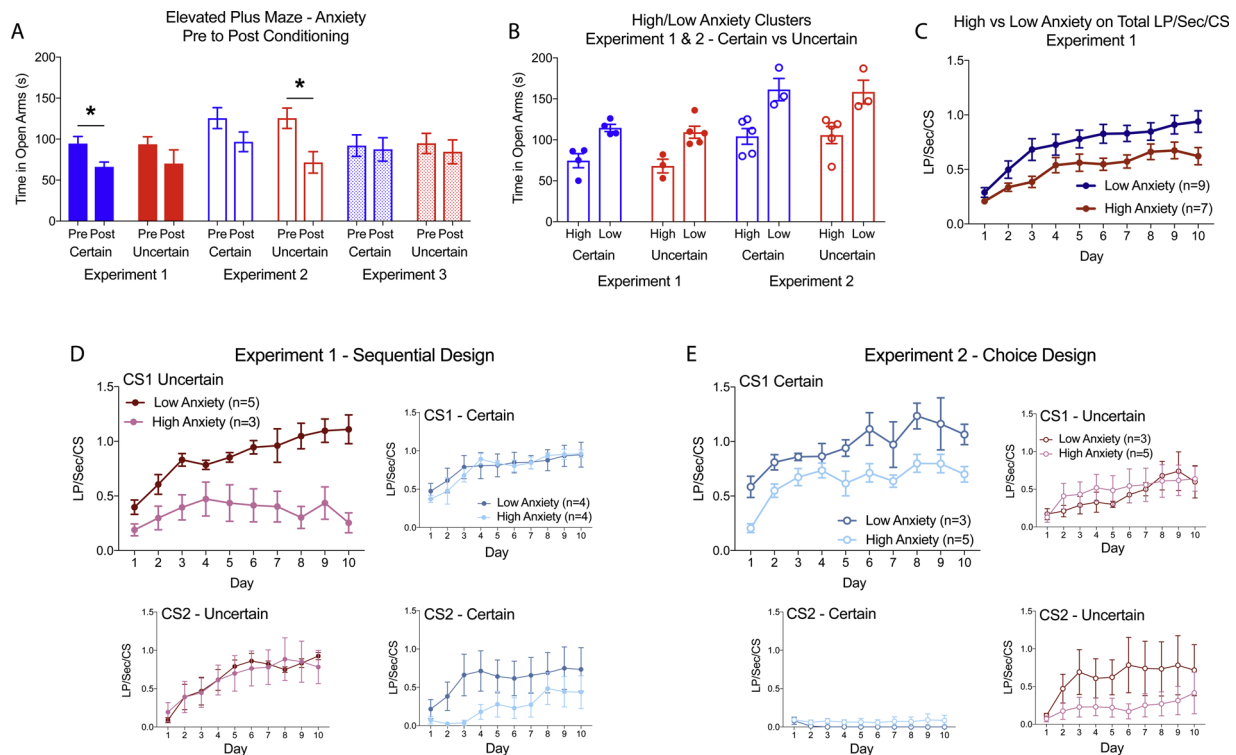 A
Elevated Plus Maze - Anxiety
Pre to Post Conditioning
Time in Open Arms (s)
200
150
100
50
0
*
*
Pre Post Pre Post Pre Post Pre Post Pre Post Pre Post
Certain Uncertain Certain Uncertain Certain Uncertain
Experiment 1 Experiment 2 Experiment 3
B
High/Low Anxiety Clusters
Experiment 1 & 2 - Certain vs Uncertain
Time in Open Arms (s)
200
150
100
50
0
High Low High Low High Low High Low
Certain Uncertain Certain Uncertain
Experiment 1 Experiment 2
C
High vs Low Anxiety on Total LP/Sec/CS
Experiment 1
LP/Sec/CS
1.5
1.0
0.5
0.0
Low Anxiety (n=9)
High Anxiety (n=7)
1 2 3 4 5 6 7 8 9 10
Day
D
Experiment 1 - Sequential Design
CS1 Uncertain
Low Anxiety (n=5)
High Anxiety (n=3)
LP/Sec/CS
1.5
1.0
0.5
0.0
1 2 3 4 5 6 7 8 9 10
Day
CS1 - Certain
LP/Sec/CS
1.5
1.0
0.5
0.0
Low Anxiety (n=4)
High Anxiety (n=4)
1 2 3 4 5 6 7 8 9 10
Day
CS2 - Uncertain
LP/Sec/CS
1.5
1.0
0.5
0.0
1 2 3 4 5 6 7 8 9 10
Day
CS2 - Certain
LP/Sec/CS
1.5
1.0
0.5
0.0
1 2 3 4 5 6 7 8 9 10
Day
E
Experiment 2 - Choice Design
CS1 Certain
LP/Sec/CS
1.5
1.0
0.5
0.0
Low Anxiety (n=3)
High Anxiety (n=5)
1 2 3 4 5 6 7 8 9 10
Day
CS1 - Uncertain
Low Anxiety (n=3)
High Anxiety (n=5)
LP/Sec/CS
1.5
1.0
0.5
0.0
1 2 3 4 5 6 7 8 9 10
Day
CS2 - Certain
LP/Sec/CS
1.5
1.0
0.5
0.0
1 2 3 4 5 6 7 8 9 10
Day
CS2 - Uncertain
LP/Sec/CS
1.5
1.0
0.5
0.0
1 2 3 4 5 6 7 8 9 10
Day